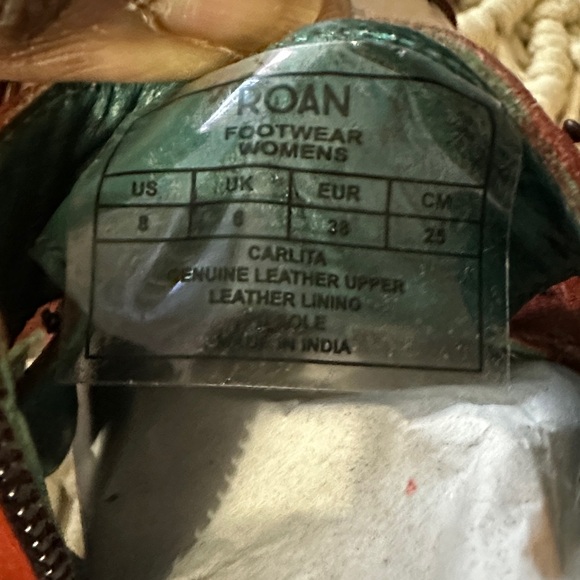 ROAN
FOOTWEAR
WOMENS
US UK EUR CM
8 6 38 25
CARLITA
GENUINE LEATHER UPPER
LEATHER LINING
SOLE
MADE IN INDIA